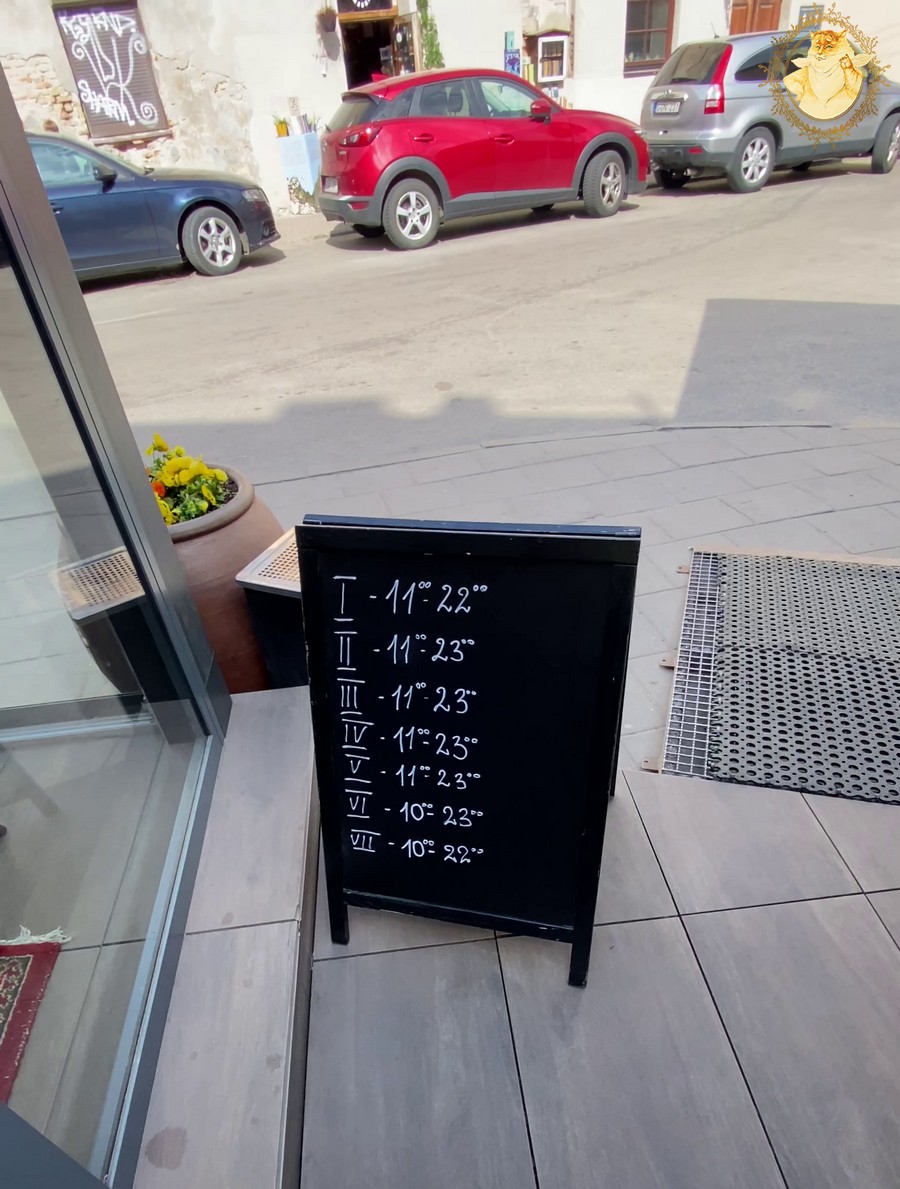 I - 11⁰⁰- 22⁰⁰
II - 11⁰⁰- 23⁰⁰
III - 11⁰⁰- 23⁰⁰
IV - 11⁰⁰- 23⁰⁰
V - 11⁰⁰- 23⁰⁰
VI - 10⁰⁰- 23⁰⁰
VII - 10⁰⁰- 22⁰⁰